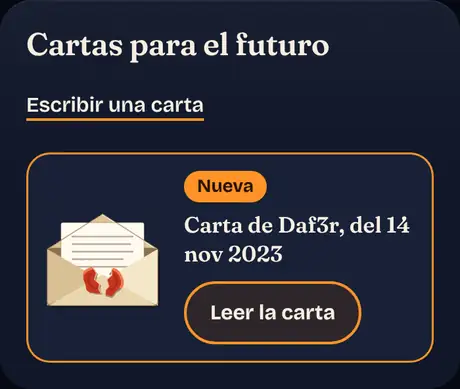 Cartas para el futuro
Escribir una carta
Nueva
Carta de Daf3r, del 14
nov 2023
Leer la carta